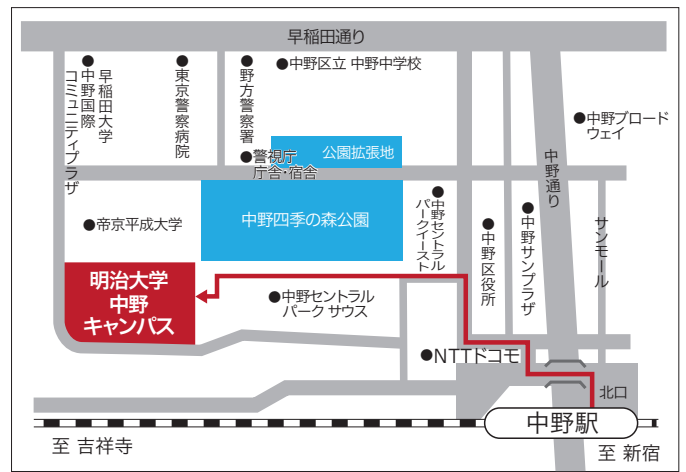 早稲田通り
早稲田大学
中野国際
コミュニティプラザ
東京警察病院
野方警察署
中野区立 中野中学校
中野ブロード
ウェイ
公園拡張地
警視庁
庁舎・宿舎
中野通り
帝京平成大学
中野四季の森公園
中野セントラル
パークイースト
中野区役所
中野サンプラザ
サンモール
明治大学
中野
キャンパス
中野セントラル
パーク サウス
NTTドコモ
北口
中野駅
至 吉祥寺
至 新宿